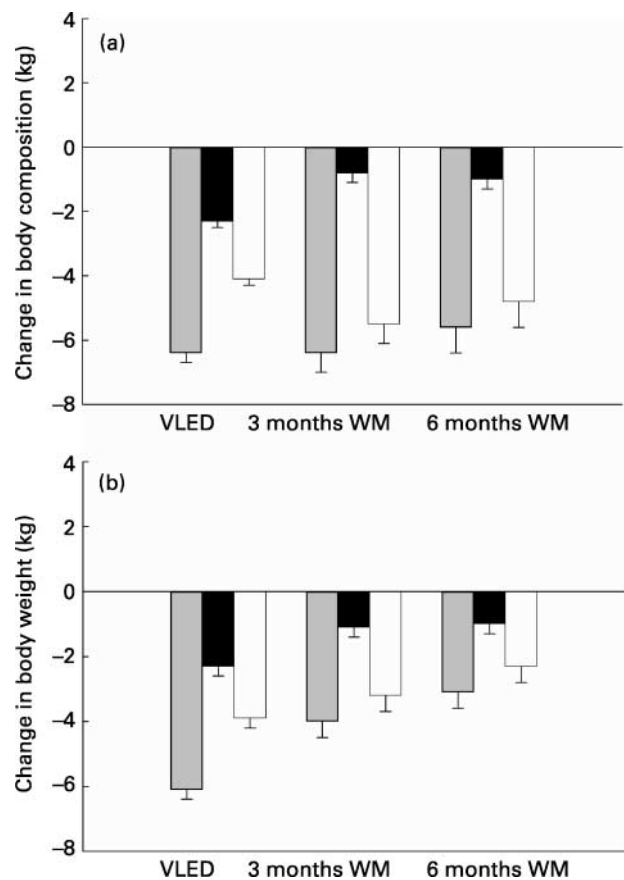 (a)
Change in body composition (kg)
4
2
0
–2
–4
–6
–8
VLED 3 months WM 6 months WM
(b)
Change in body weight (kg)
4
2
0
–2
–4
–6
–8
VLED 3 months WM 6 months WM